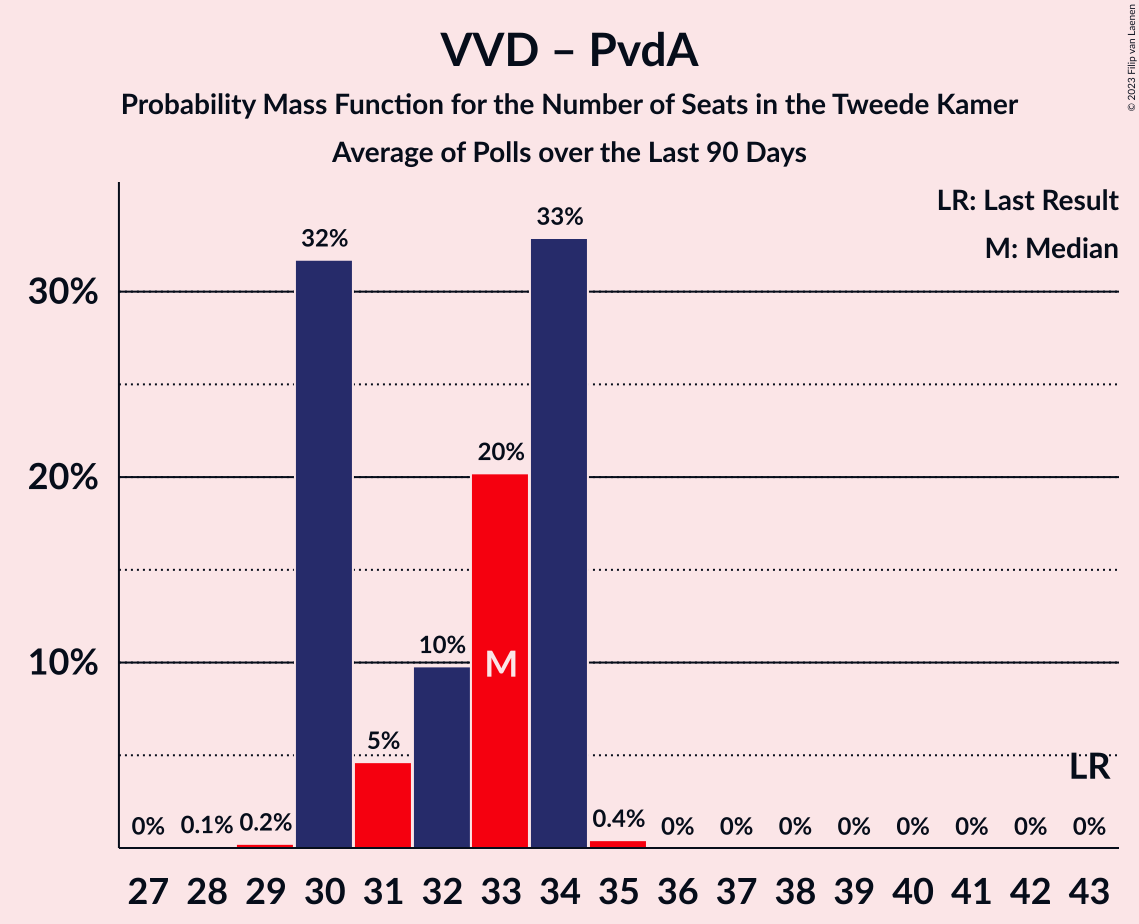 VVD – PvdA
Probability Mass Function for the Number of Seats in the Tweede Kamer
Average of Polls over the Last 90 Days
© 2023 Filip van Laenen
LR: Last Result
M: Median
33%
32%
30%
20%
20%
10%
M
10%
5%
LR
0% 0.1% 0.2% 0.4% 0% 0% 0% 0% 0% 0% 0% 0%
27 28 29 30 31 32 33 34 35 36 37 38 39 40 41 42 43